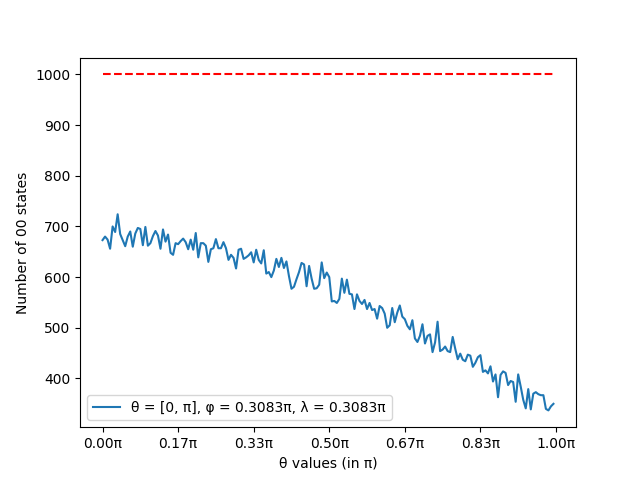 1000
900
800
700
600
500
400
Number of 00 states
θ = [0, π], φ = 0.3083π, λ = 0.3083π
0.00π 0.17π 0.33π 0.50π 0.67π 0.83π 1.00π
θ values (in π)